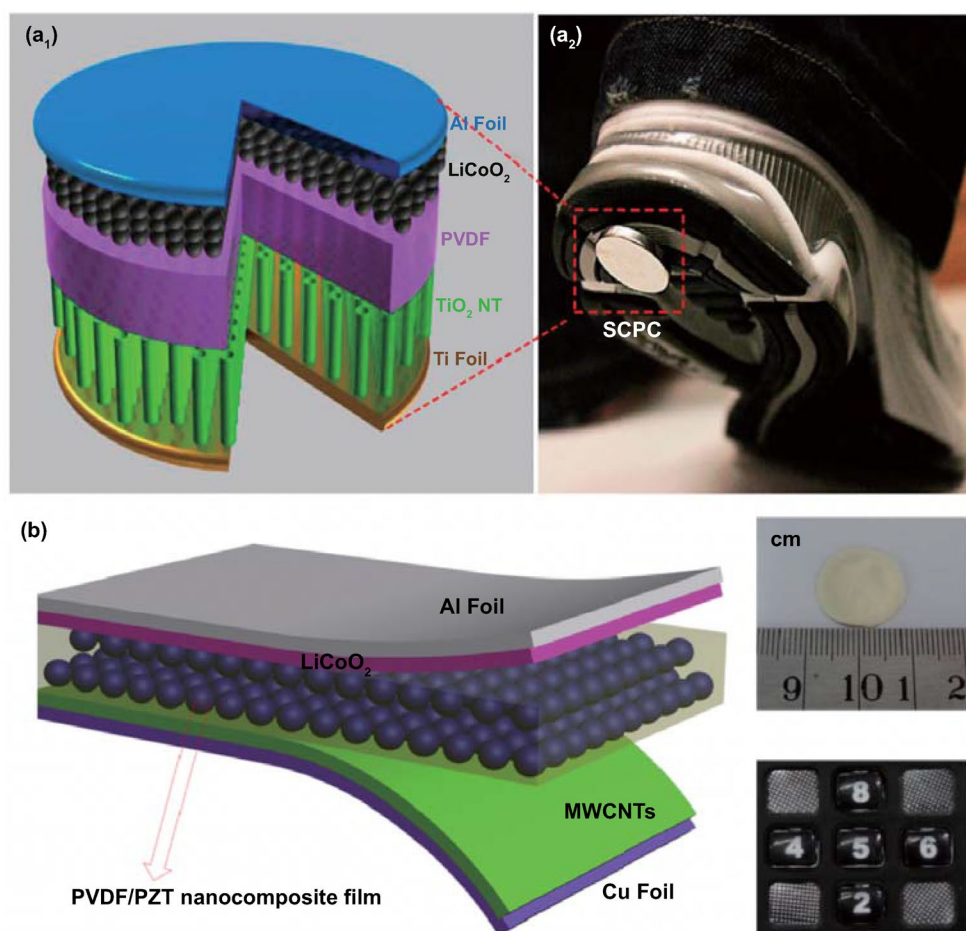 (a₁)
Al Foil
LiCoO₂
PVDF
TiO₂ NT
Ti Foil
(a₂)
SCPC
(b)
Al Foil
LiCoO₂
MWCNTs
Cu Foil
PVDF/PZT nanocomposite film
cm
9 10 1 2
8
4 5 6
2